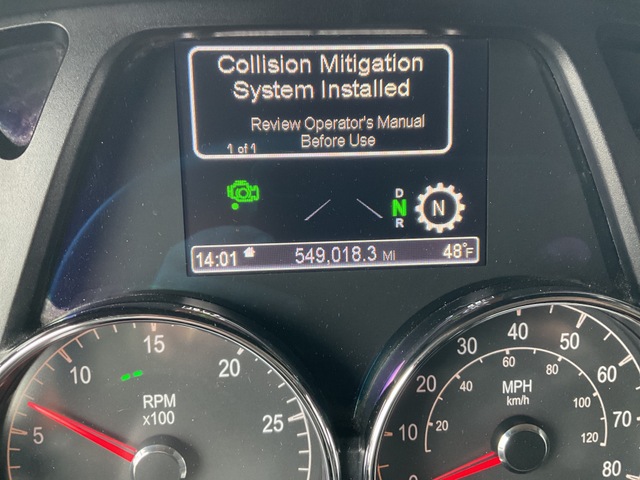 Collision Mitigation
System Installed
Review Operator's Manual
1 of 1 Before Use
D
N
R
N
14:01 549,018.3 MI 48°F
5
10
15
20
25
RPM
x100
0
10
20
30
40
50
60
70
80
20
40
60
80
100
120
MPH
km/h